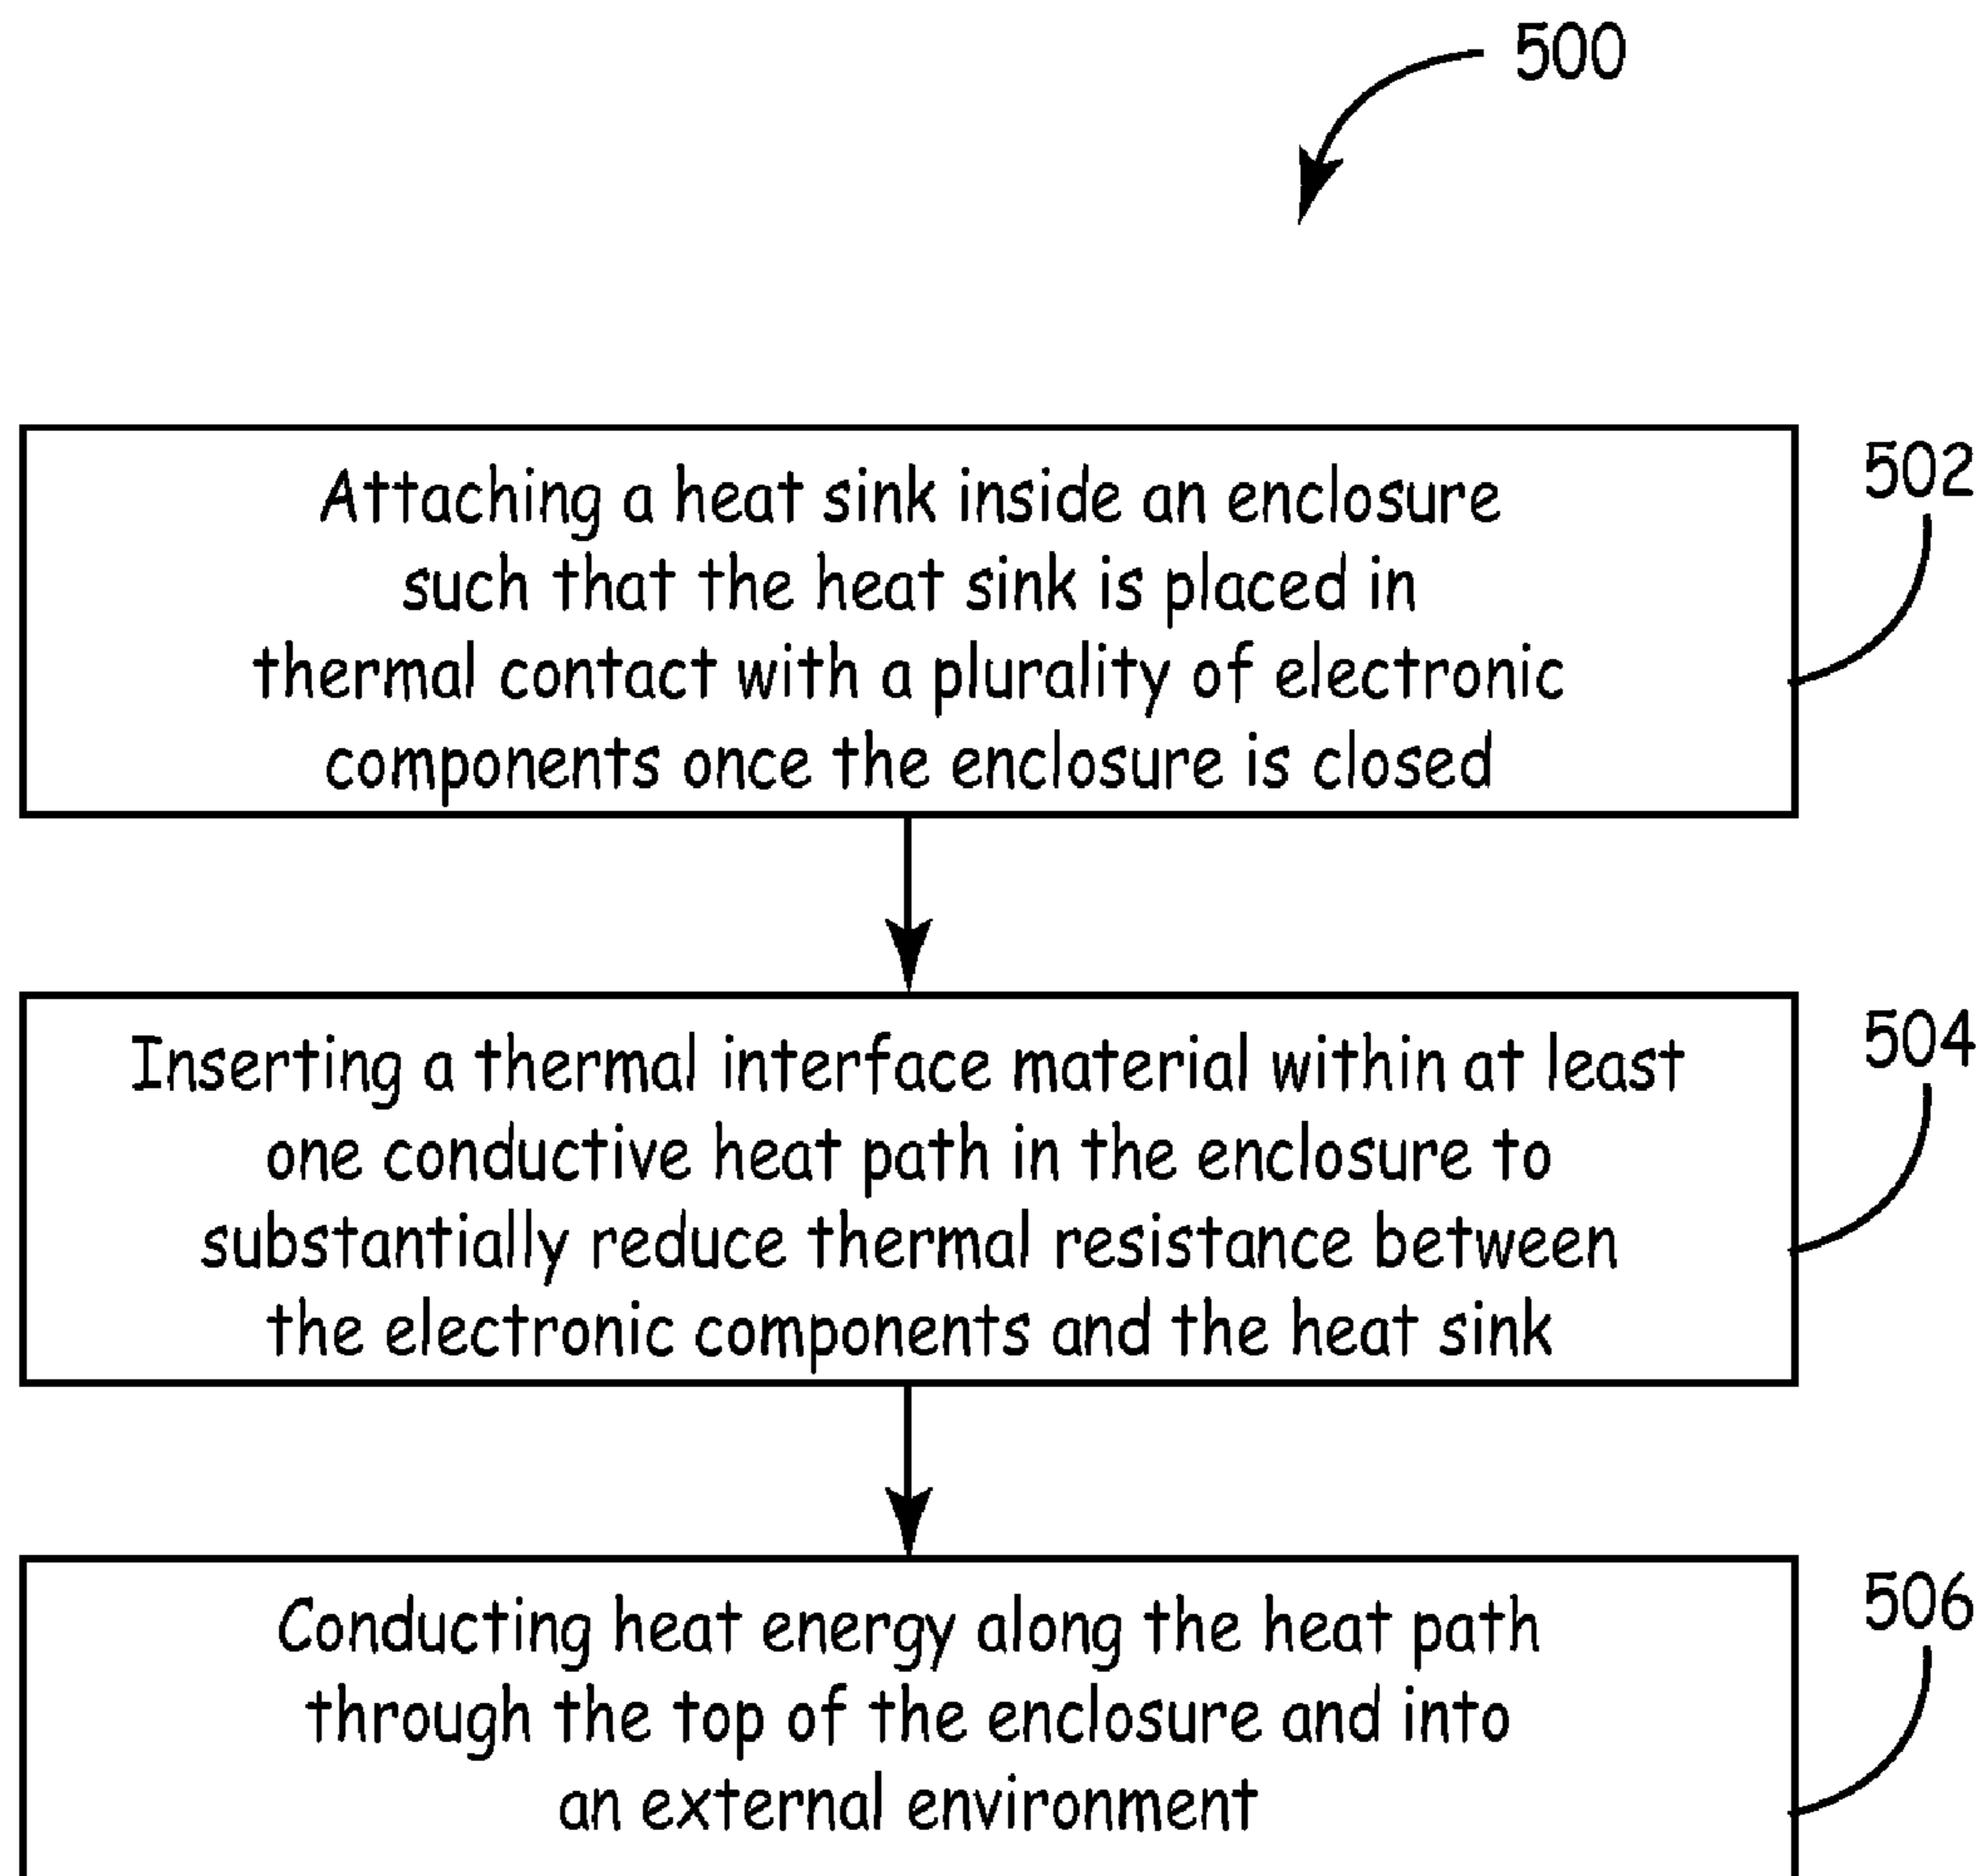 500
Attaching a heat sink inside an enclosure
such that the heat sink is placed in
thermal contact with a plurality of electronic
components once the enclosure is closed
502
Inserting a thermal interface material within at least
one conductive heat path in the enclosure to
substantially reduce thermal resistance between
the electronic components and the heat sink
504
Conducting heat energy along the heat path
through the top of the enclosure and into
an external environment
506